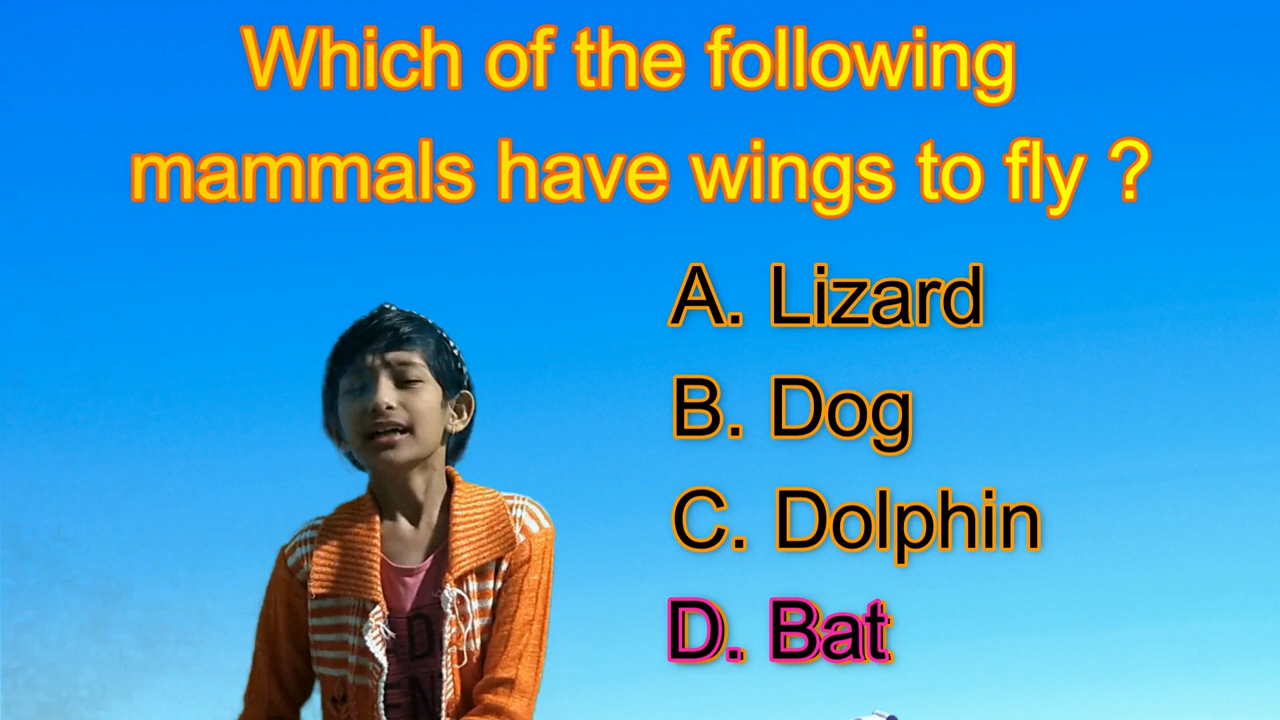 Which of the following
mammals have wings to fly ?
A. Lizard
B. Dog
C. Dolphin
D. Bat